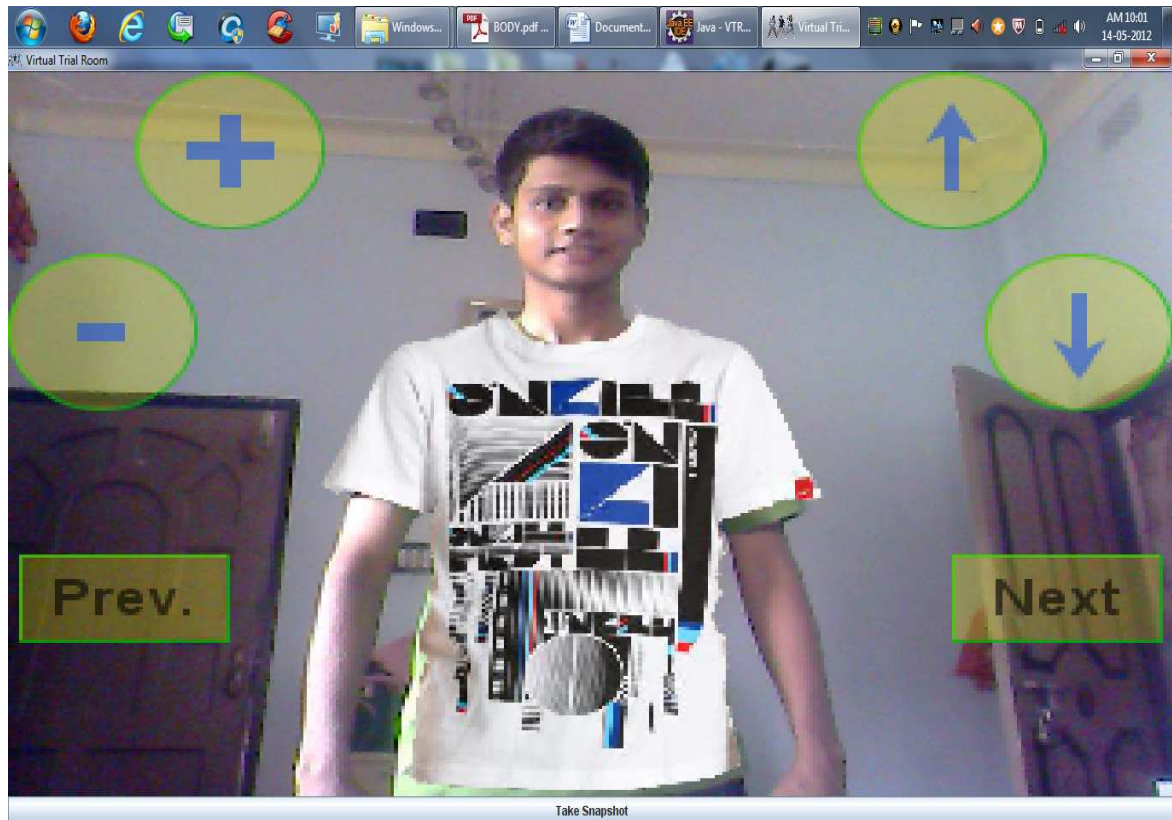 Windows...
BODY.pdf ...
Document...
Java - VTR...
Virtual Tri...
AM 10:01
14-05-2012
Virtual Trial Room
Prev.
Next
Take Snapshot